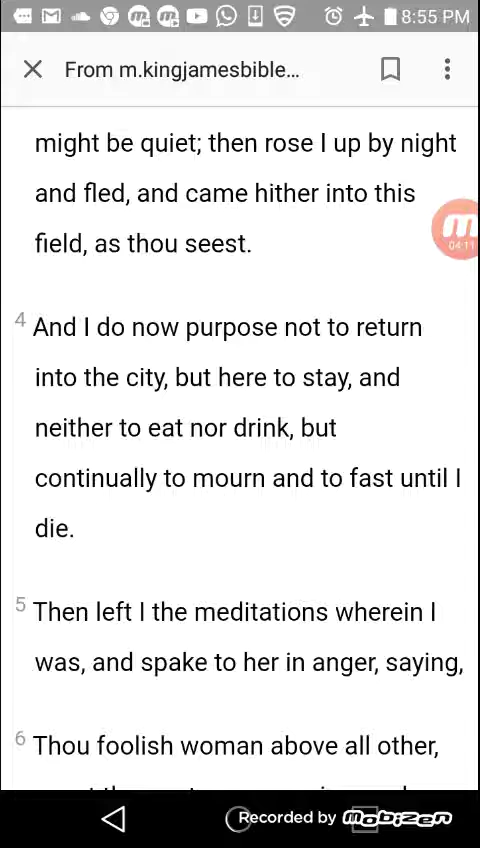 8:55 PM
From m.kingjamesbible...
might be quiet; then rose I up by night
and fled, and came hither into this
field, as thou seest.
04:11
4 And I do now purpose not to return
into the city, but here to stay, and
neither to eat nor drink, but
continually to mourn and to fast until I
die.
5 Then left I the meditations wherein I
was, and spake to her in anger, saying,
6 Thou foolish woman above all other,
Recorded by Mobizen